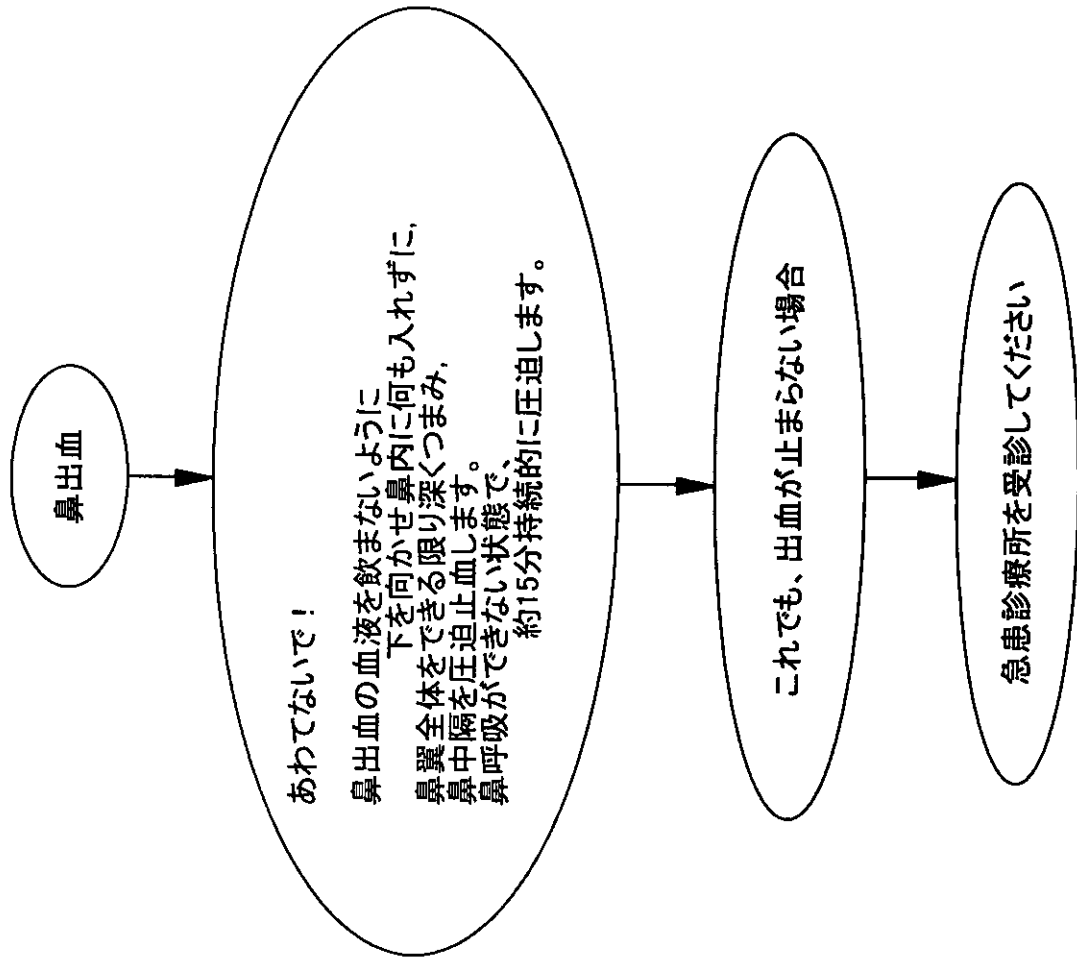 鼻出血
あわてないで！
鼻出血の血液を飲まないように
下を向かせ鼻内に何も入れずに，
鼻翼全体をできる限り深くつまみ，
鼻中隔を圧迫止血します。
鼻呼吸ができない状態で、
約15分持続的に圧迫します。
これでも、出血が止まらない場合
急患診療所を受診してください